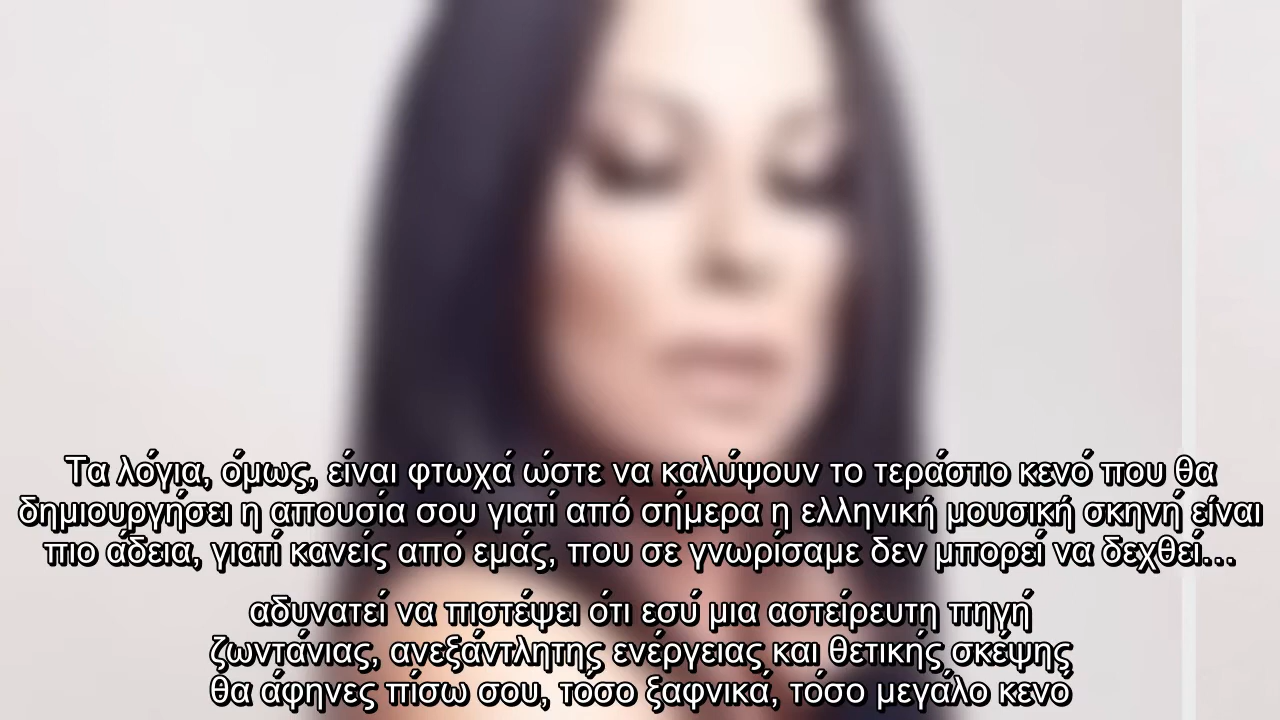 Τα λόγια, όμως, είναι φτωχά ώστε να καλύψουν το τεράστιο κενό που θα
δημιουργήσει η απουσία σου γιατί από σήμερα η ελληνική μουσική σκηνή είναι
πιο άδεια, γιατί κανείς από εμάς, που σε γνωρίσαμε δεν μπορεί να δεχθεί...
αδυνατεί να πιστέψει ότι εσύ μια αστείρευτη πηγή
ζωντάνιας, ανεξάντλητης ενέργειας και θετικής σκέψης
θα άφηνες πίσω σου, τόσο ξαφνικά, τόσο μεγάλο κενό